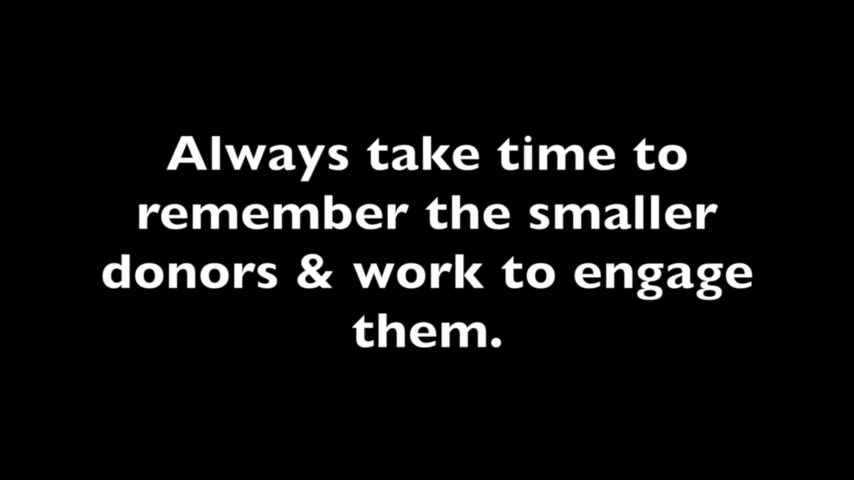 Always take time to
remember the smaller
donors & work to engage
them.